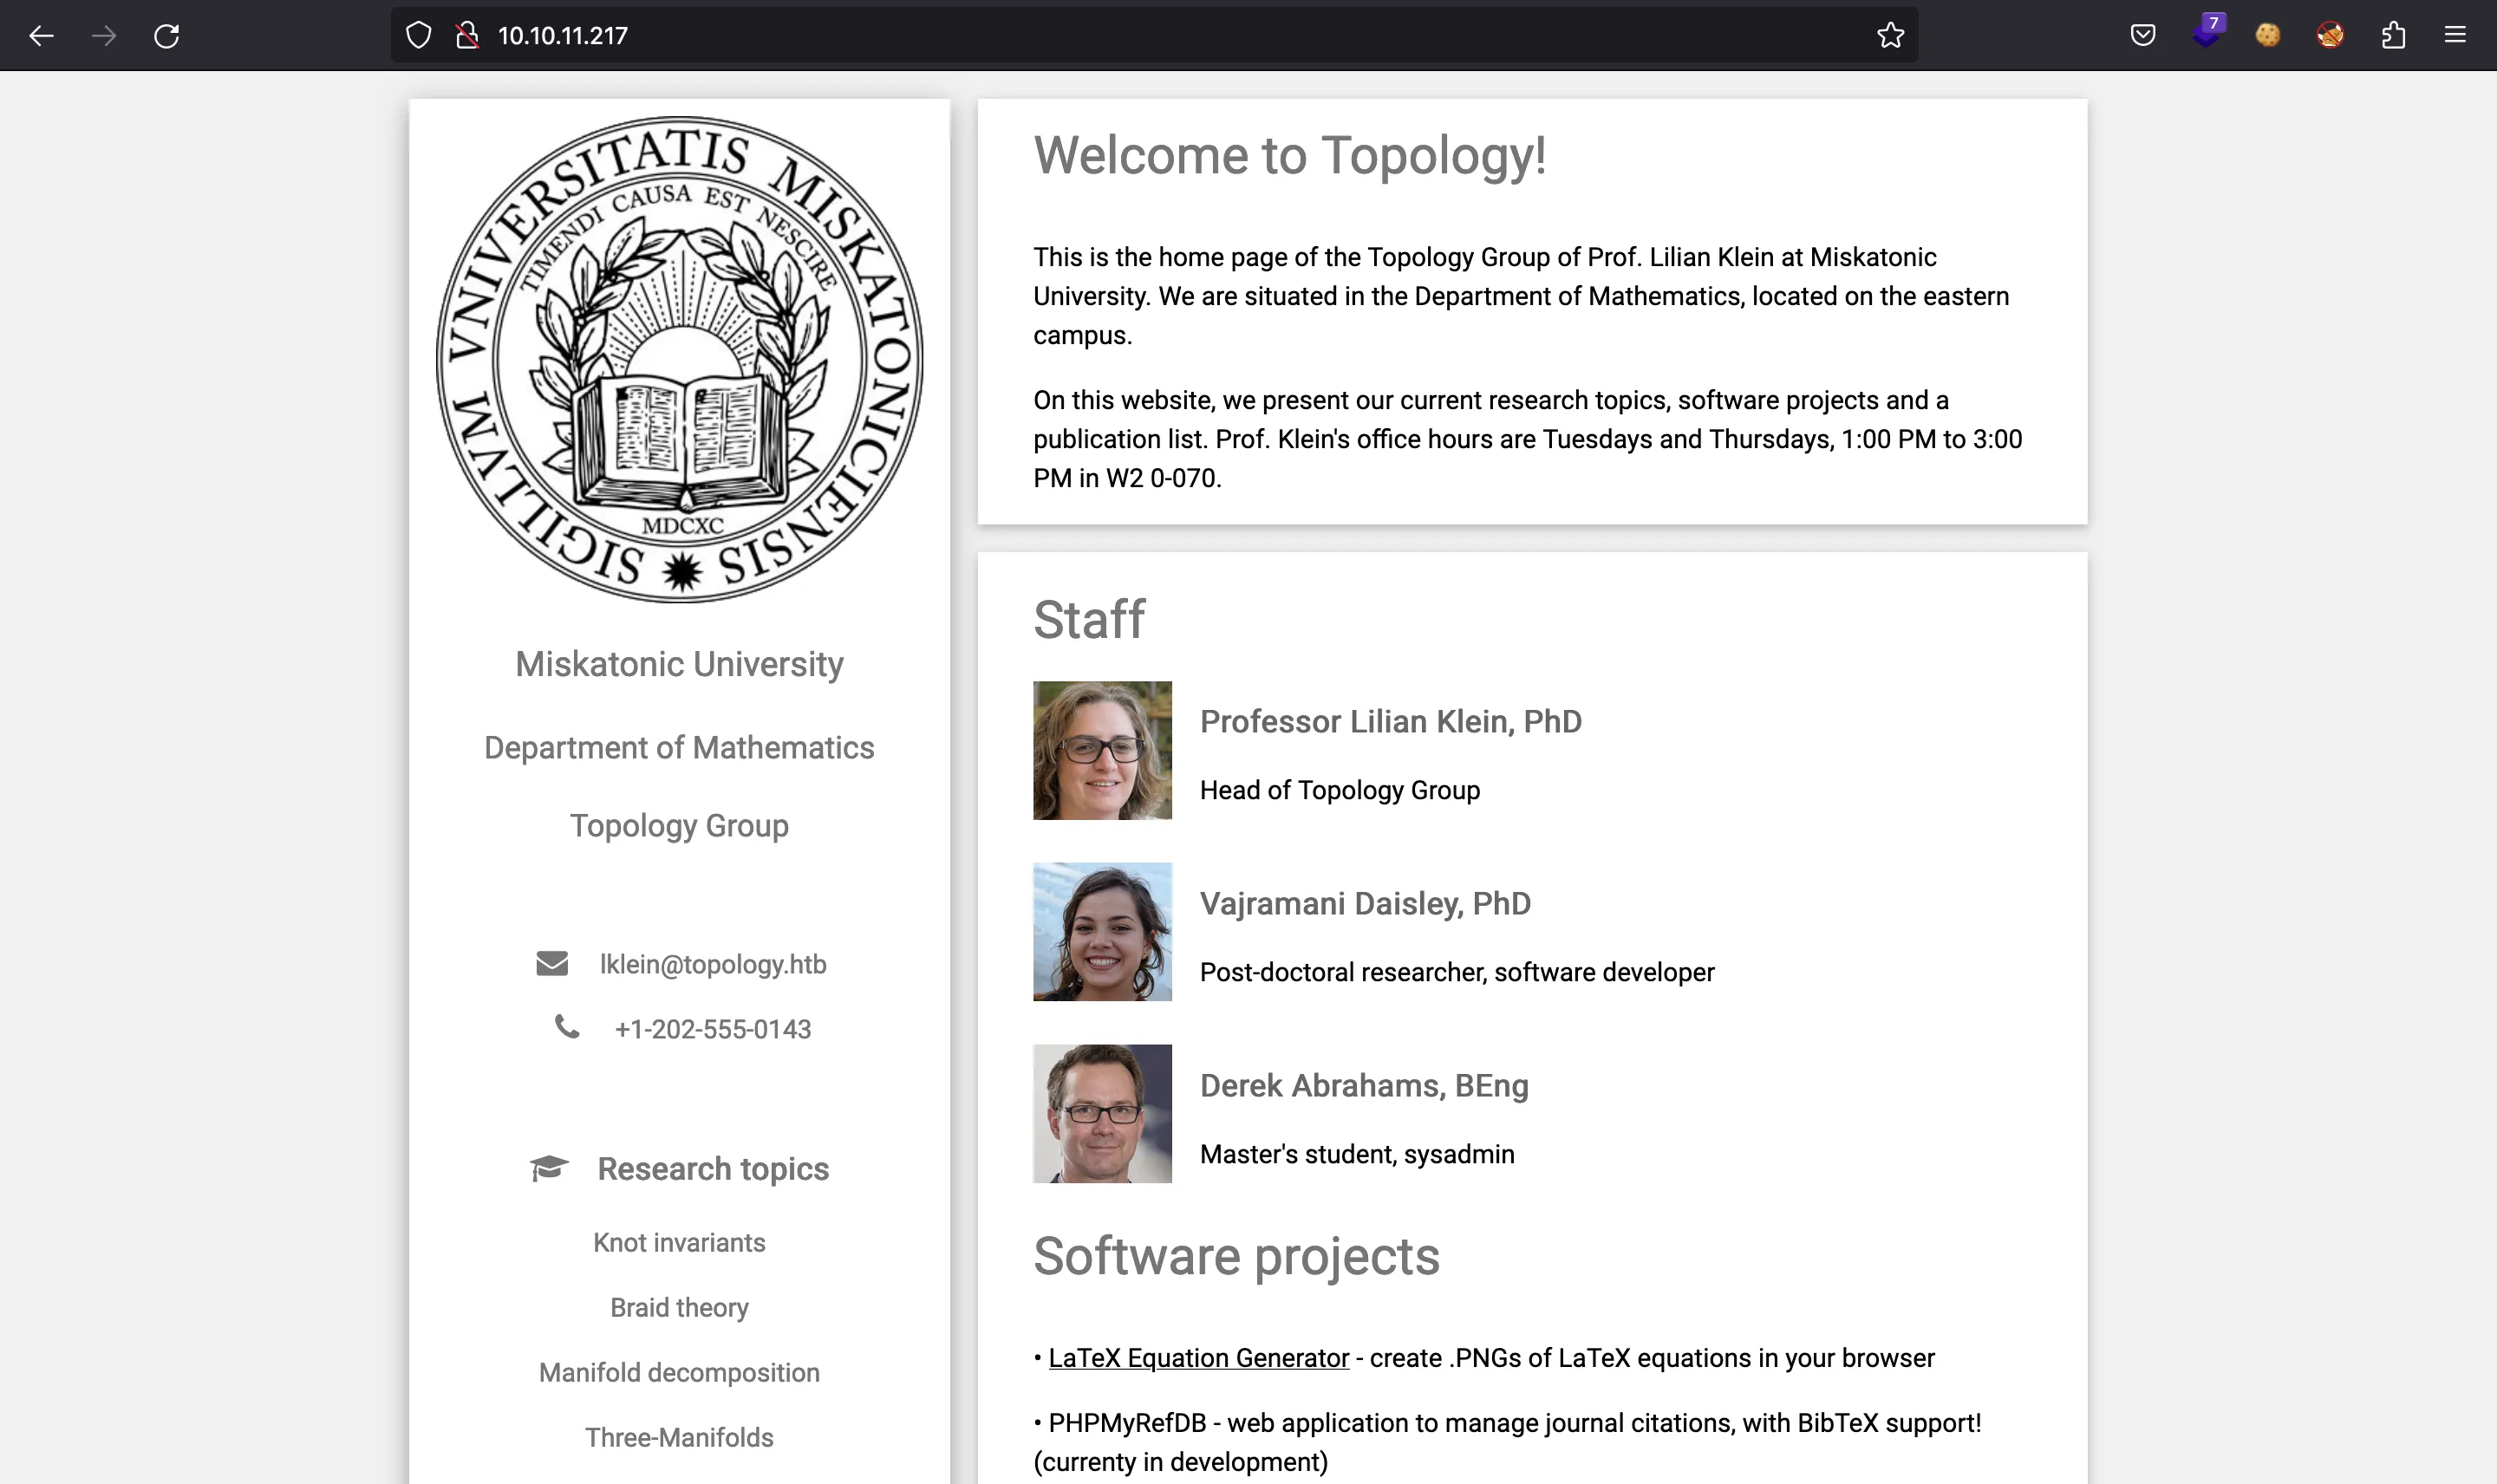 10.10.11.217
7
VNIVERSITATIS MISKATONICIENSIS SIGILLVM
TIMENDI CAUSA EST NESCIRE
MDCXC
Miskatonic University
Department of Mathematics
Topology Group
lklein@topology.htb
+1-202-555-0143
Research topics
Knot invariants
Braid theory
Manifold decomposition
Three-Manifolds
Welcome to Topology!
This is the home page of the Topology Group of Prof. Lilian Klein at Miskatonic
University. We are situated in the Department of Mathematics, located on the eastern
campus.
On this website, we present our current research topics, software projects and a
publication list. Prof. Klein's office hours are Tuesdays and Thursdays, 1:00 PM to 3:00
PM in W2 0-070.
Staff
Professor Lilian Klein, PhD
Head of Topology Group
Vajramani Daisley, PhD
Post-doctoral researcher, software developer
Derek Abrahams, BEng
Master's student, sysadmin
Software projects
• LaTeX Equation Generator - create .PNGs of LaTeX equations in your browser
• PHPMyRefDB - web application to manage journal citations, with BibTeX support!
(currenty in development)